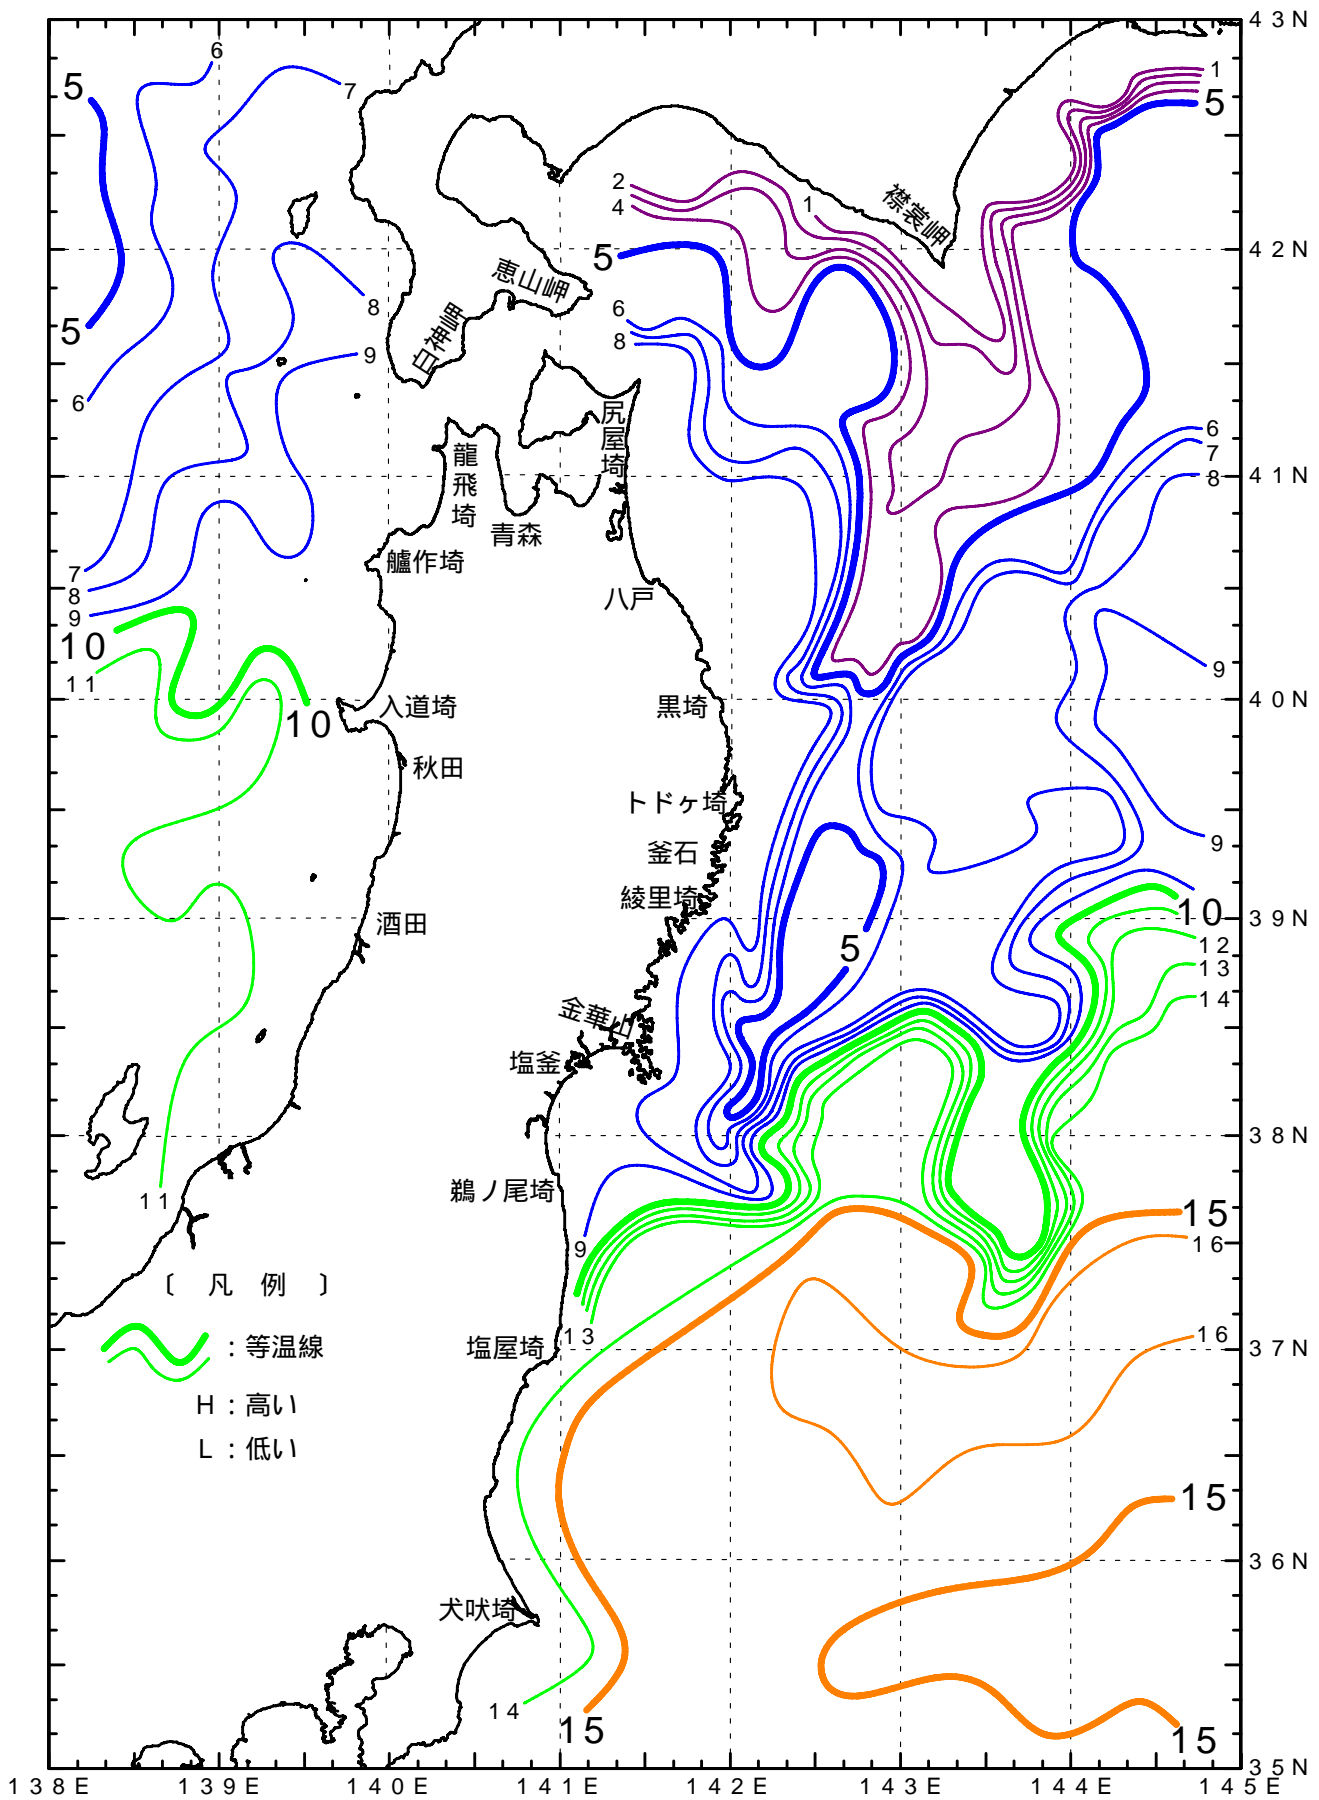 43N
6
1
5
7
5
2
4
1
襟裳岬
42N
5
恵山岬
8
6
5
8
白神岬
9
6
尻屋埼
6
7
龍飛埼
8
41N
青森
艫作埼
7
8
八戸
9
10
9
11
40N
10
入道埼
黒埼
秋田
トドヶ埼
9
釜石
綾里埼
10
39N
酒田
5
12
13
14
金華山
塩釜
38N
鵜ノ尾埼
11
15
16
9
〔 凡 例 〕
13
16
塩屋埼
37N
：等温線
H：高い
L：低い
15
36N
犬吠埼
14
15
15
35N
138E
139E
140E
141E
142E
143E
144E
145E